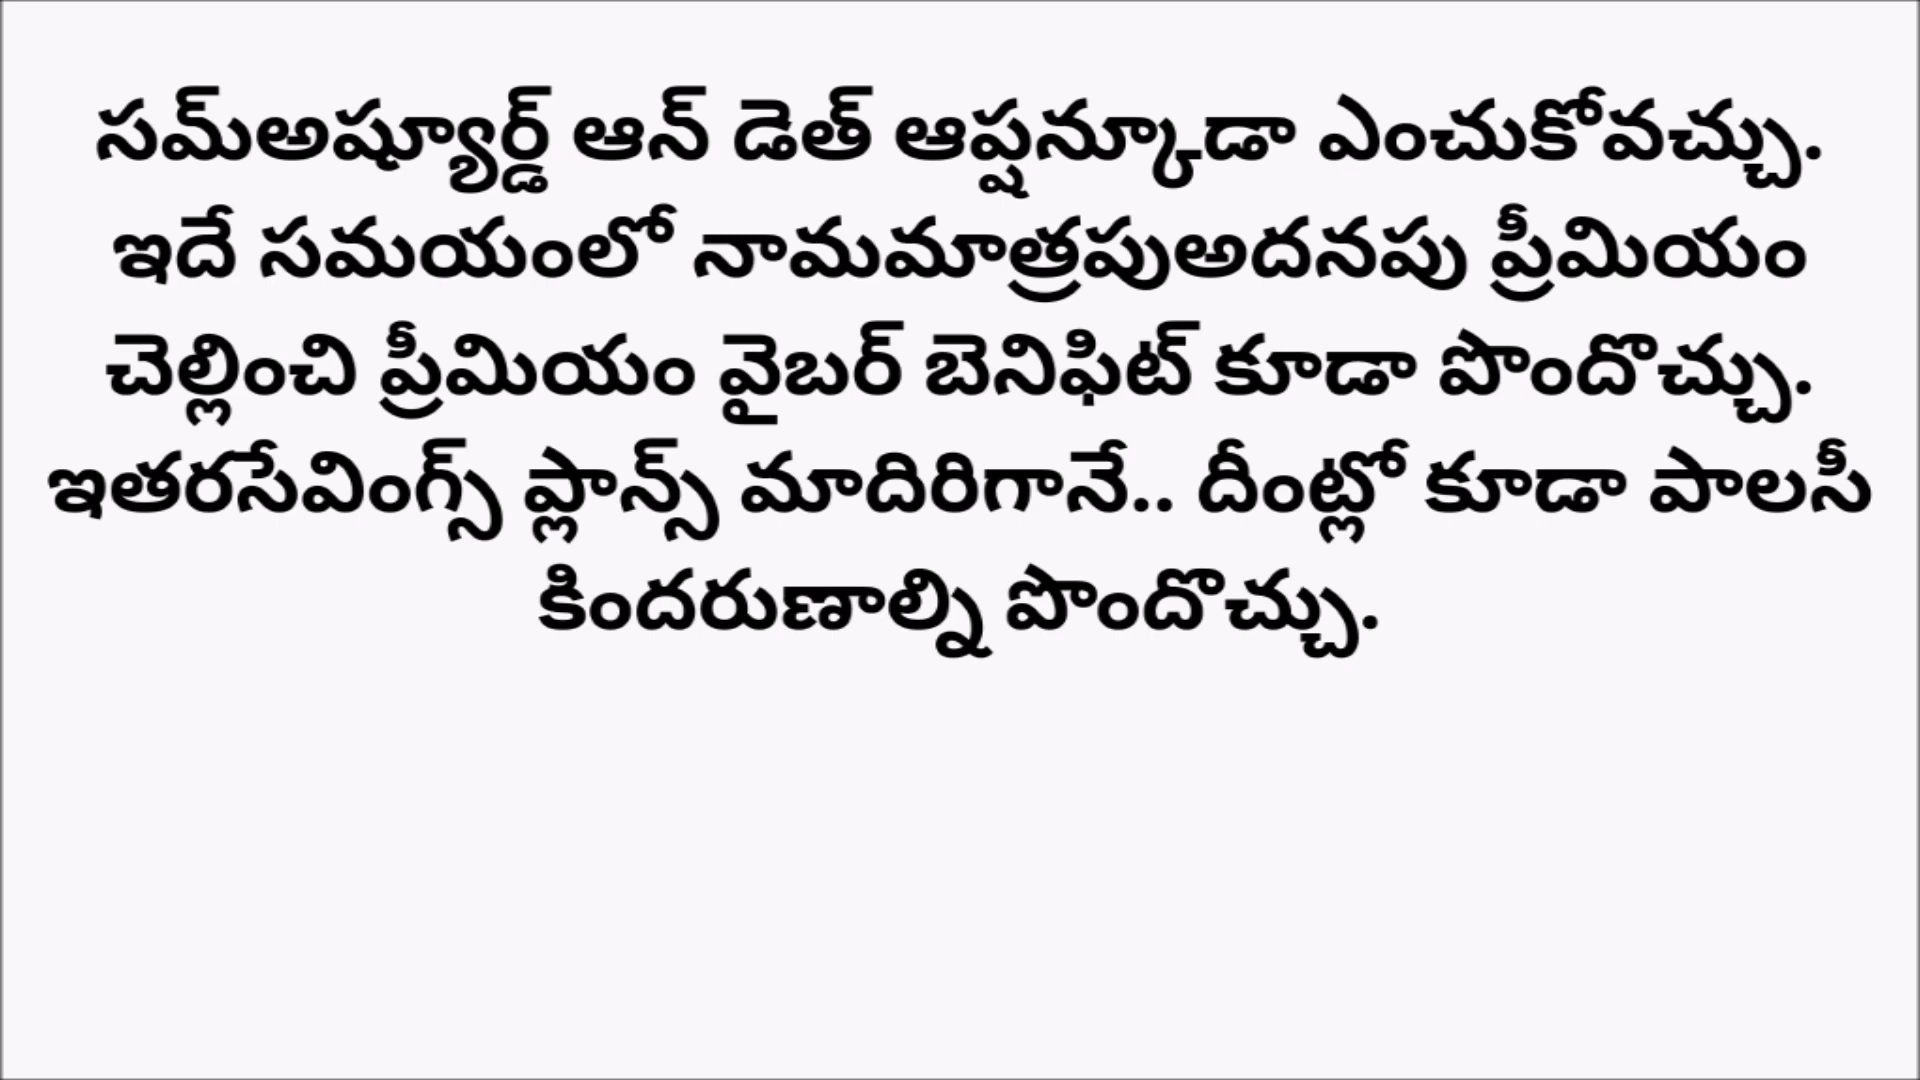 సమ్‌అష్యూర్డ్ ఆన్ డెత్ ఆప్షన్కూడా ఎంచుకోవచ్చు.
ఇదే సమయంలో నామమాత్రపుఅదనపు ప్రీమియం
చెల్లించి ప్రీమియం వైబర్ బెనిఫిట్ కూడా పొందొచ్చు.
ఇతరసేవింగ్స్ ప్లాన్స్ మాదిరిగానే.. దీంట్లో కూడా పాలసీ
కిందరుణాల్ని పొందొచ్చు.